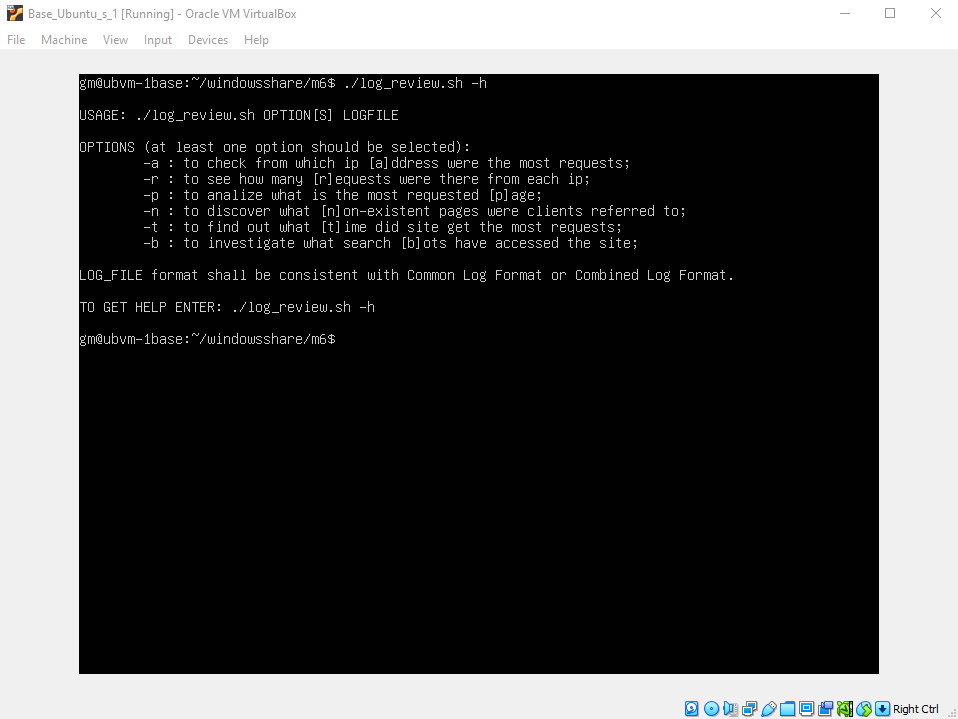 Base_Ubuntu_s_1 [Running] - Oracle VM VirtualBox
File Machine View Input Devices Help
gm@ubvm-1base:~/windowsshare/m6$ ./log_review.sh -h
USAGE: ./log_review.sh OPTION[S] LOGFILE
OPTIONS (at least one option should be selected):
-a : to check from which ip [a]ddress were the most requests;
-r : to see how many [r]equests were there from each ip;
-p : to analize what is the most requested [p]age;
-n : to discover what [n]on-existent pages were clients referred to;
-t : to find out what [t]ime did site get the most requests;
-b : to investigate what search [b]ots have accessed the site;
LOG_FILE format shall be consistent with Common Log Format or Combined Log Format.
TO GET HELP ENTER: ./log_review.sh -h
gm@ubvm-1base:~/windowsshare/m6$
Right Ctrl